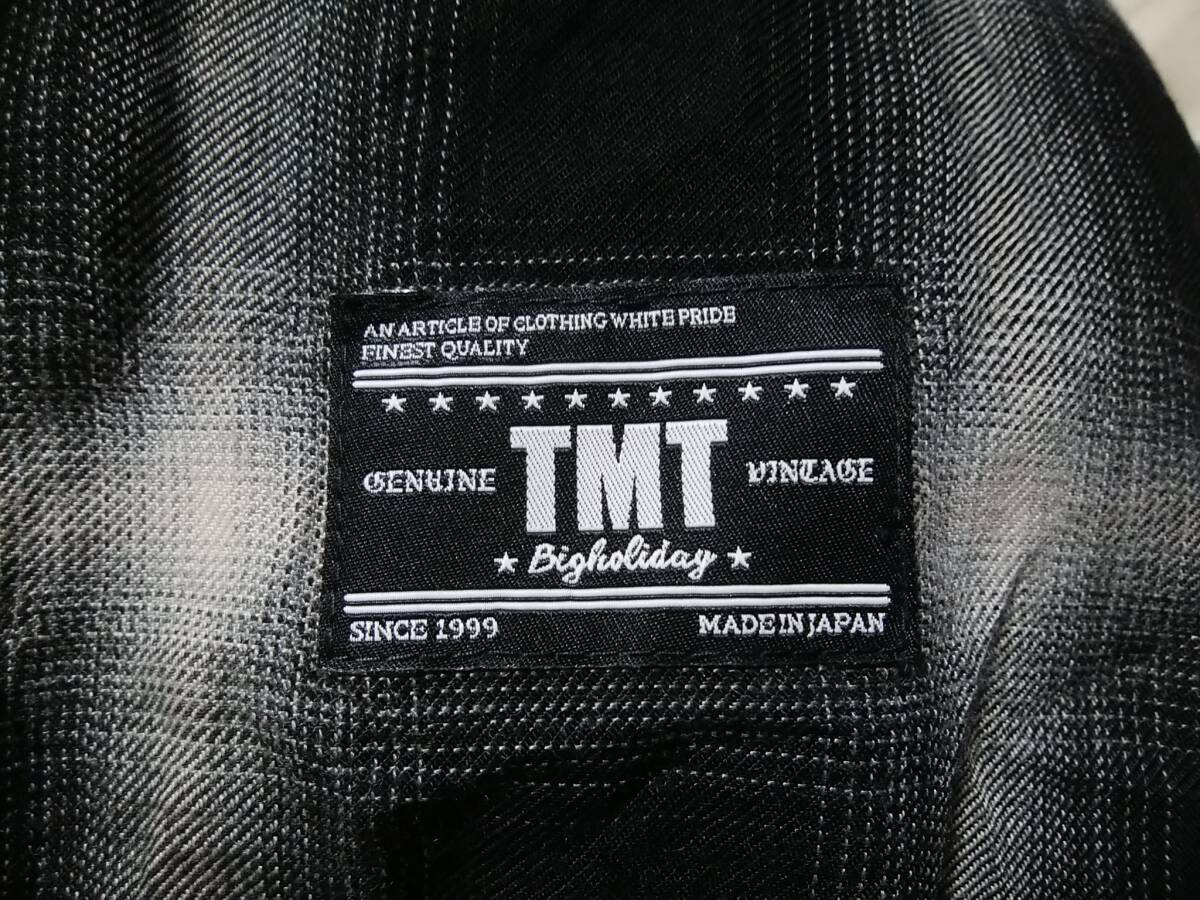 AN ARTICLE OF CLOTHING WHITE PRIDE
FINEST QUALITY
GENUINE TMT VINTAGE
Bigholiday
SINCE 1999 MADE IN JAPAN